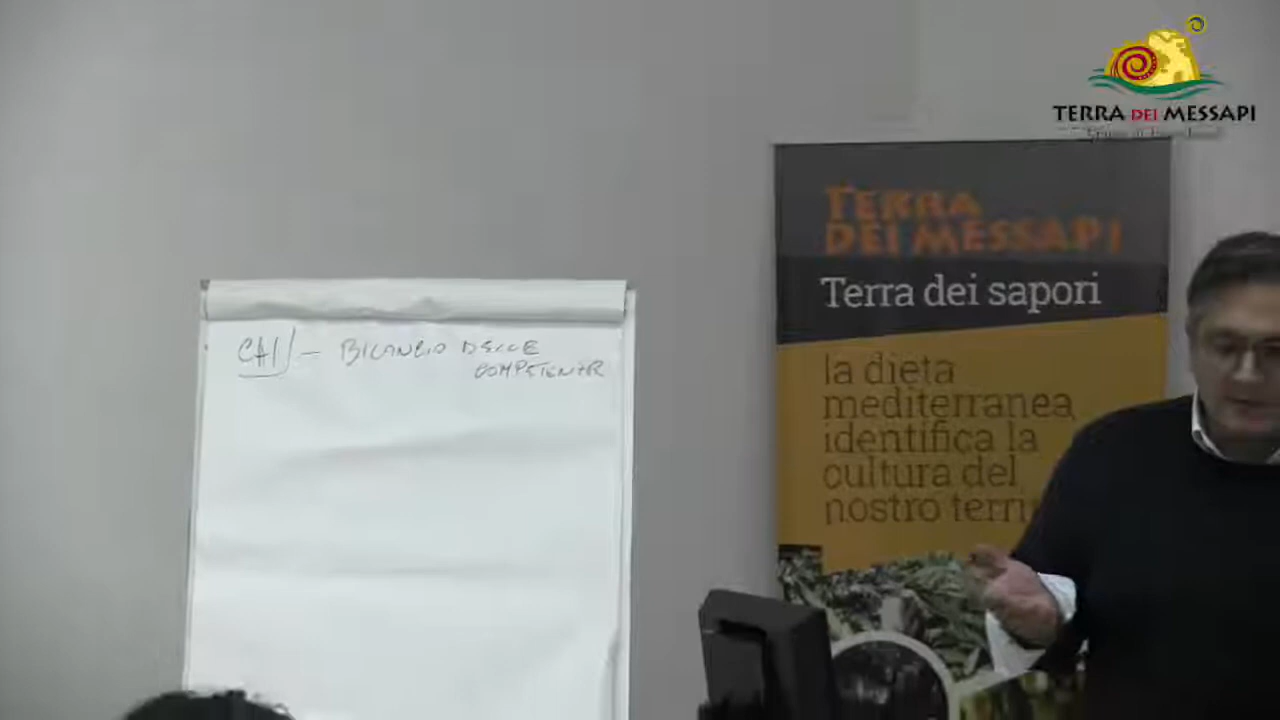 TERRA DEI MESSAPI
TERRA
DEI MESSAPI
Terra dei sapori
la dieta
mediterranea
identifica la
cultura del
nostro terri
CHI - BILANCIO DELLE
COMPETENZE